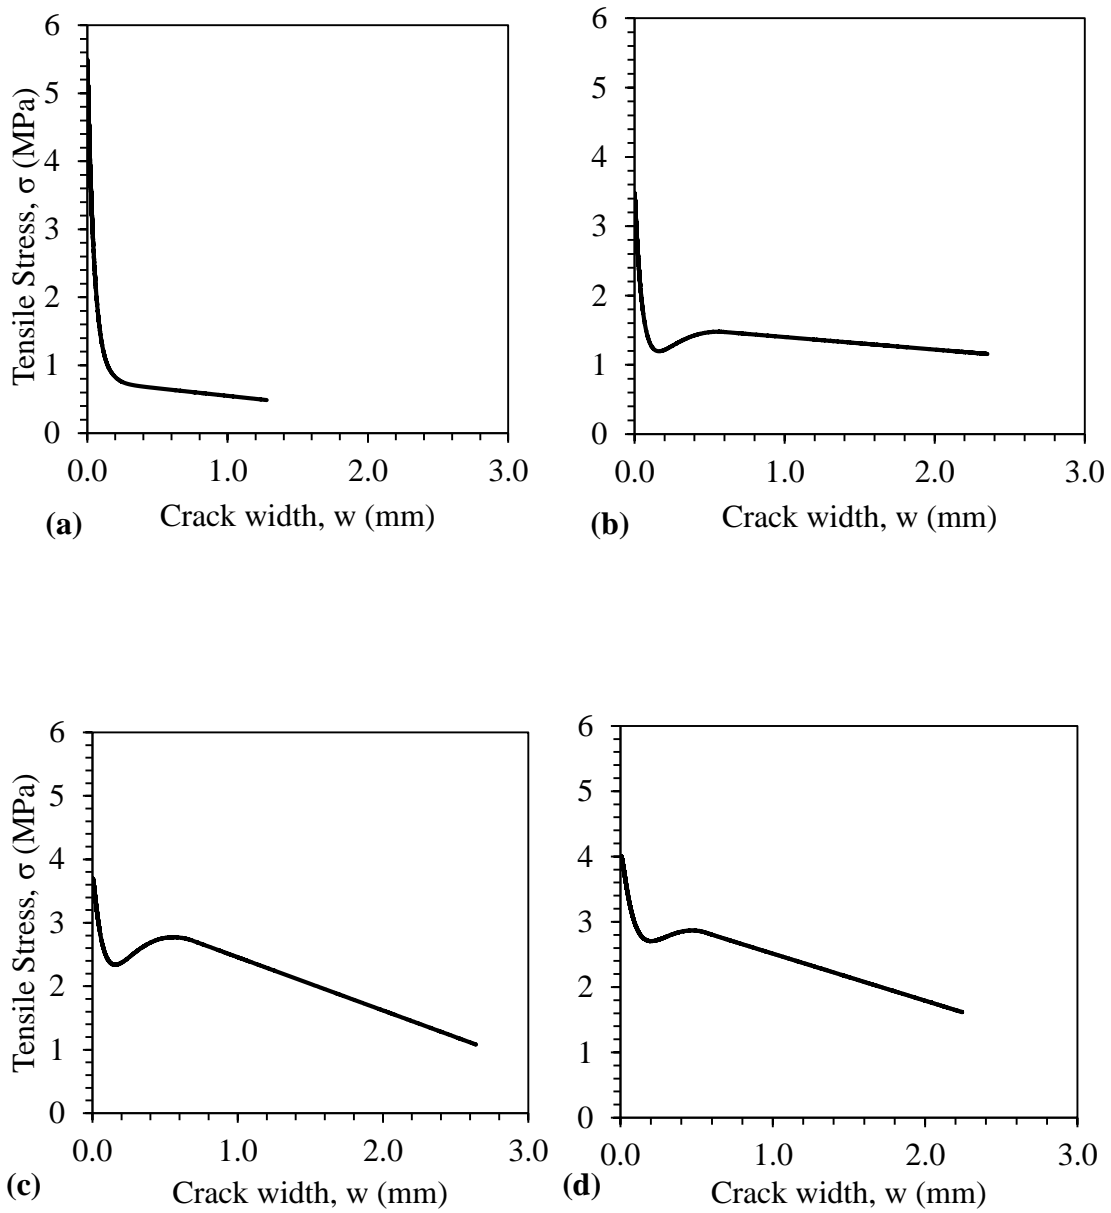 6
5
4
3
2
1
0
Tensile Stress, σ (MPa)
0.0 1.0 2.0 3.0
(a) Crack width, w (mm)
6
5
4
3
2
1
0
0.0 1.0 2.0 3.0
(b) Crack width, w (mm)
6
5
4
3
2
1
0
Tensile Stress, σ (MPa)
0.0 1.0 2.0 3.0
(c) Crack width, w (mm)
6
5
4
3
2
1
0
0.0 1.0 2.0 3.0
(d) Crack width, w (mm)